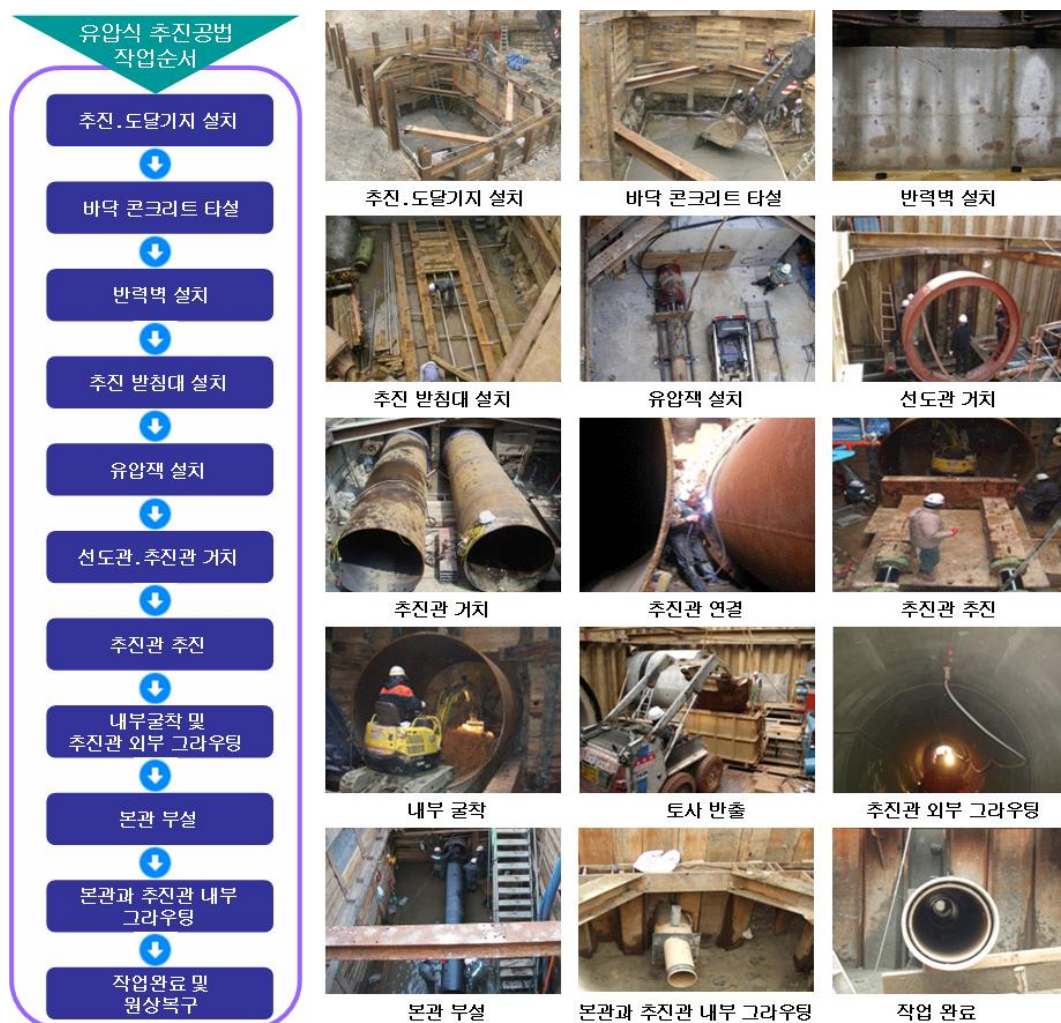 유압식 추진공법
작업순서
추진.도달기지 설치
바닥 콘크리트 타설
반력벽 설치
추진 받침대 설치
유압잭 설치
선도관.추진관 거치
추진관 추진
내부굴착 및
추진관 외부 그라우팅
본관 부설
본관과 추진관 내부
그라우팅
작업완료 및
원상복구
추진.도달기지 설치
바닥 콘크리트 타설
반력벽 설치
추진 받침대 설치
유압잭 설치
선도관 거치
추진관 거치
추진관 연결
추진관 추진
내부 굴착
토사 반출
추진관 외부 그라우팅
본관 부설
본관과 추진관 내부 그라우팅
작업 완료